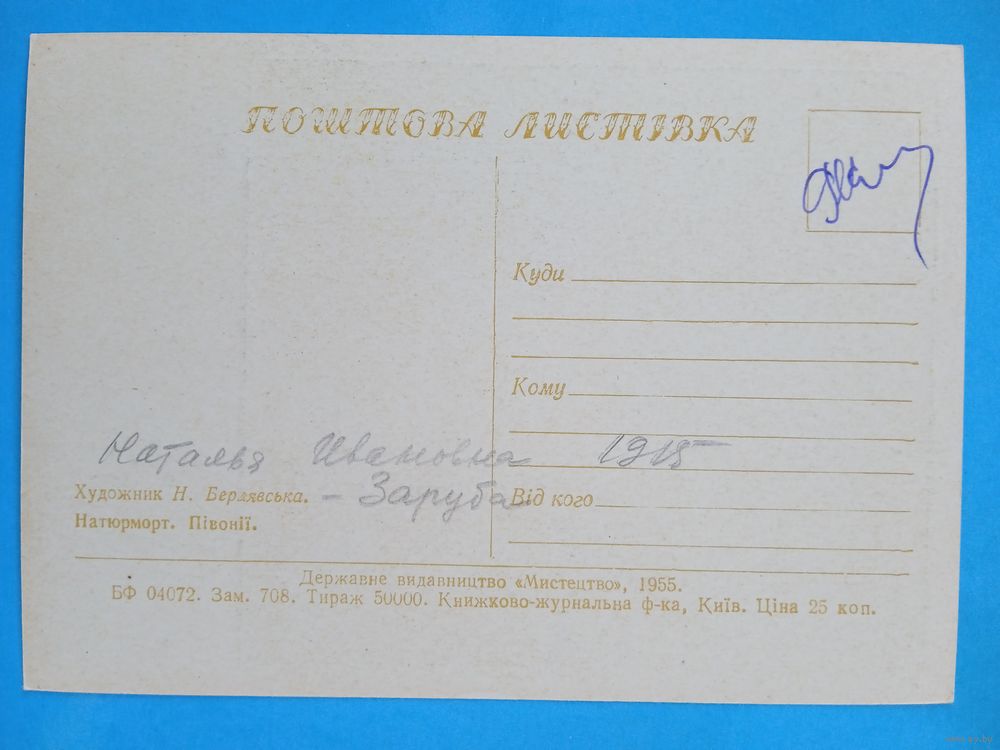 ПОШТОВА ЛИСТІВКА
Куди
Кому
Наталья Ивановна 1915
Художник Н. Берлявська. – Заруба
Від кого
Натюрморт. Півонії.
Державне видавництво «Мистецтво», 1955.
БФ 04072. Зам. 708. Тираж 50000. Книжково-журнальна ф-ка, Київ. Ціна 25 коп.